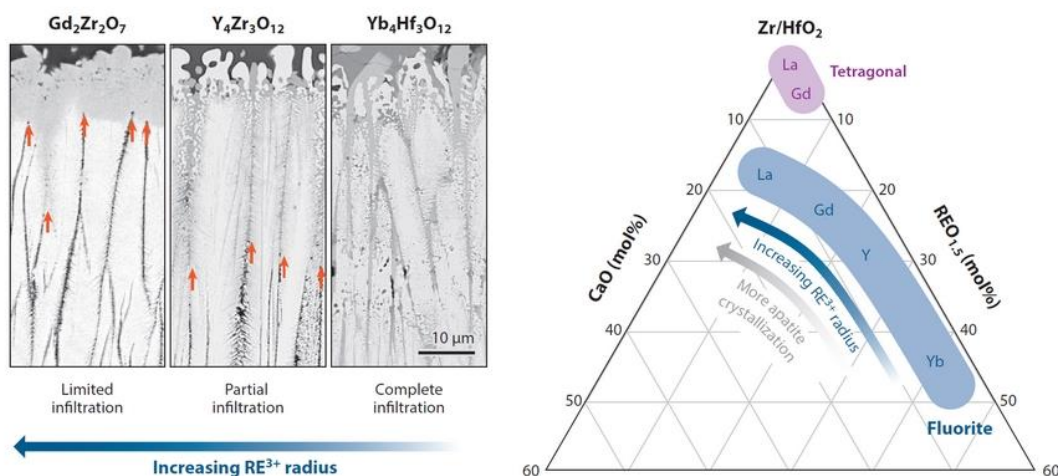 Gd₂Zr₂O₇
Y₄Zr₃O₁₂
Yb₄Hf₃O₁₂
10 μm
Limited
infiltration
Partial
infiltration
Complete
infiltration
Increasing RE³⁺ radius
Zr/HfO₂
La
Gd
Tetragonal
10
10
20
20
30
30
40
40
50
50
60
60
CaO (mol%)
REO₁.₅ (mol%)
La
Gd
Y
Yb
Fluorite
Increasing RE³⁺ radius
More apatite
crystallization